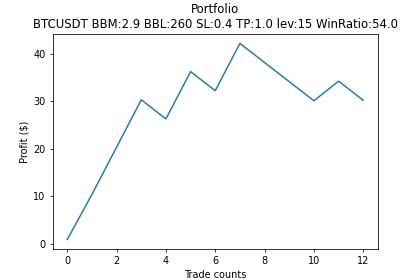 Portfolio
BTCUSDT BBM:2.9 BBL:260 SL:0.4 TP:1.0 lev:15 WinRatio:54.0
40
30
20
10
0
Profit ($)
0 2 4 6 8 10 12
Trade counts